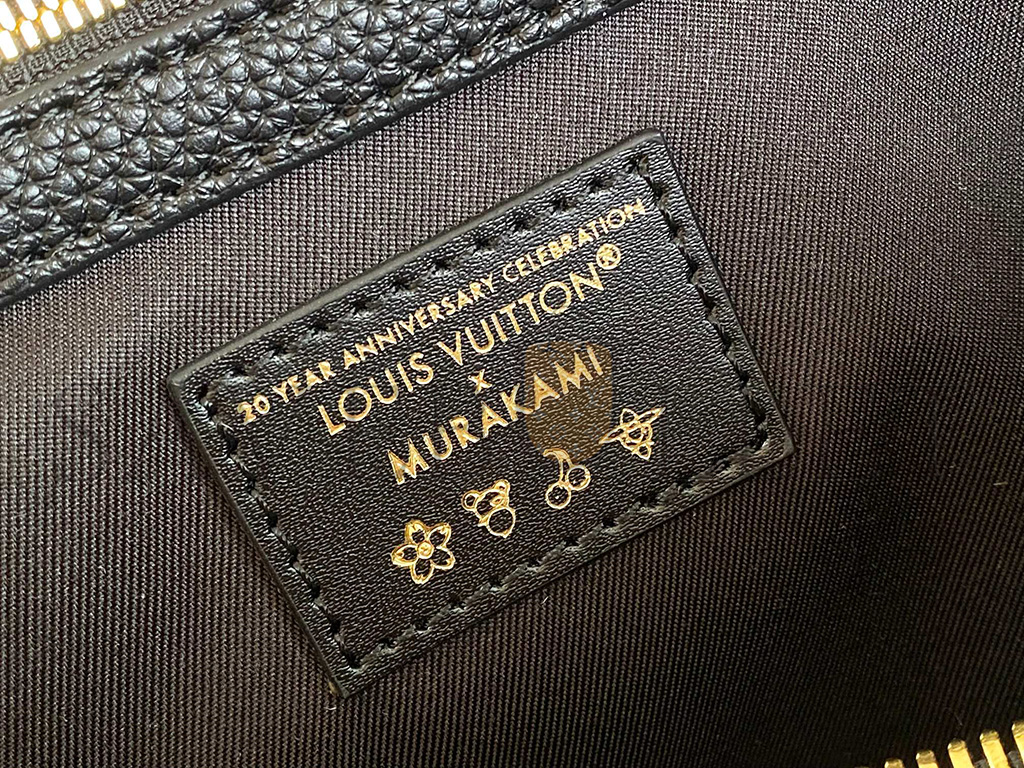 20 YEAR ANNIVERSARY CELEBRATION
LOUIS VUITTON®
X
MURAKAMI